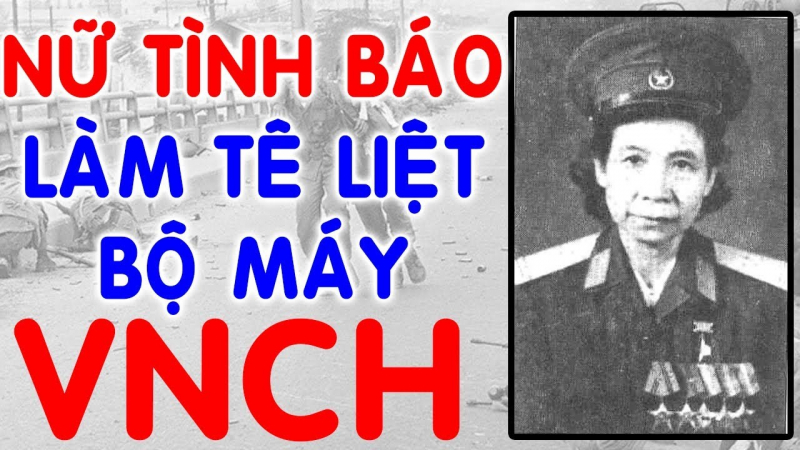 NỮ TÌNH BÁO
LÀM TÊ LIỆT
BỘ MÁY
VNCH